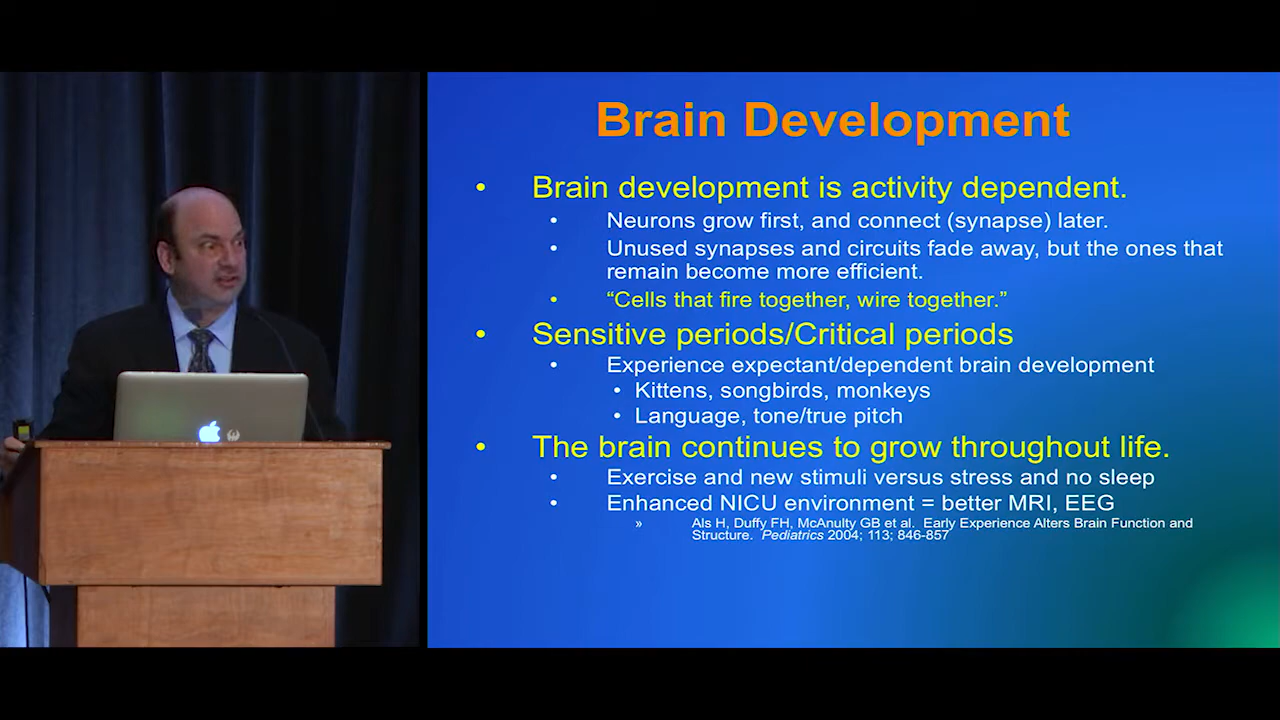 Brain Development
• Brain development is activity dependent.
• Neurons grow first, and connect (synapse) later.
• Unused synapses and circuits fade away, but the ones that
remain become more efficient.
• “Cells that fire together, wire together.”
• Sensitive periods/Critical periods
• Experience expectant/dependent brain development
• Kittens, songbirds, monkeys
• Language, tone/true pitch
• The brain continues to grow throughout life.
• Exercise and new stimuli versus stress and no sleep
• Enhanced NICU environment = better MRI, EEG
» Als H, Duffy FH, McAnulty GB et al. Early Experience Alters Brain Function and
Structure. Pediatrics 2004; 113; 846-857